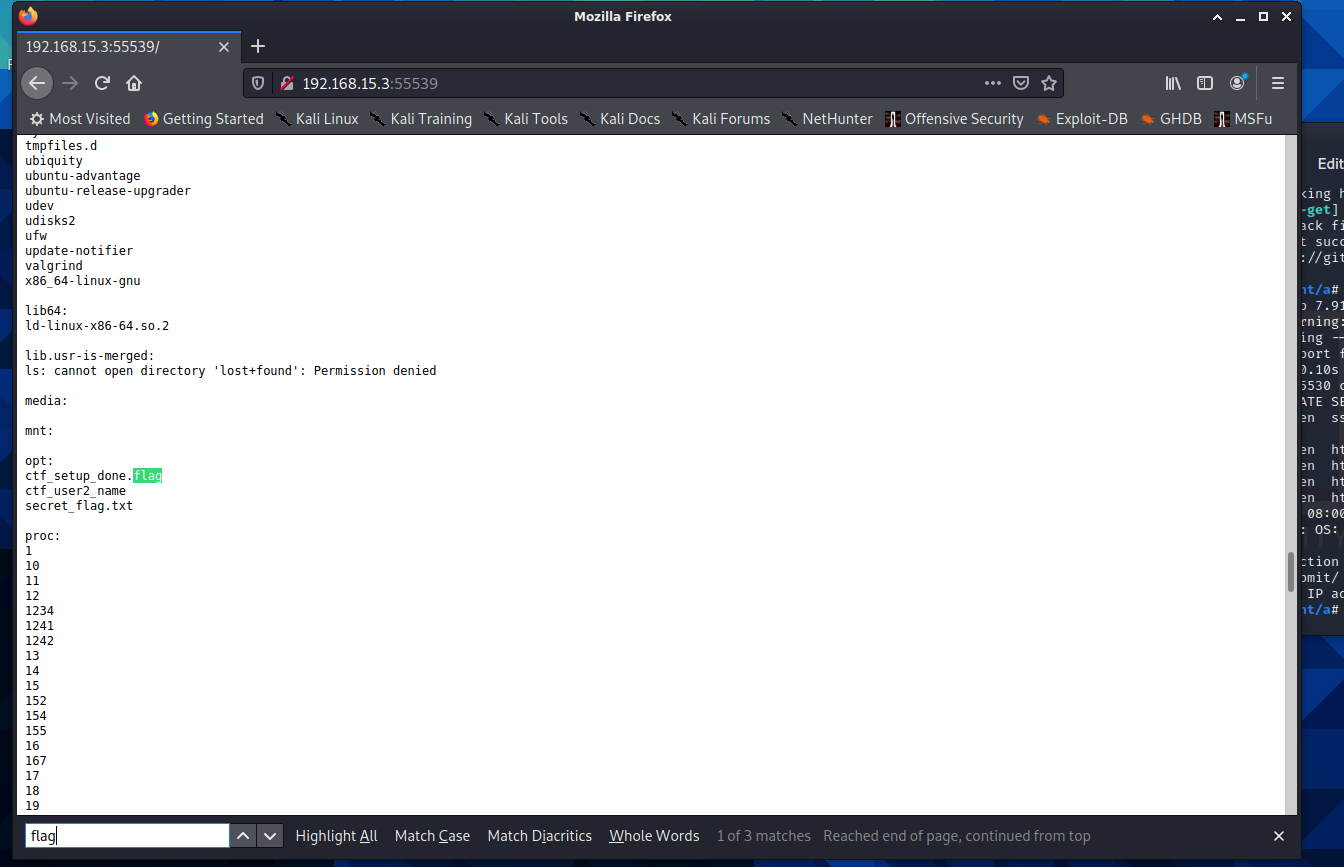 Mozilla Firefox
192.168.15.3:55539/
192.168.15.3:55539
Most Visited Getting Started Kali Linux Kali Training Kali Tools Kali Docs Kali Forums NetHunter Offensive Security Exploit-DB GHDB MSFu
tmpfiles.d
ubiquity
ubuntu-advantage
ubuntu-release-upgrader
udev
udisks2
ufw
update-notifier
valgrind
x86_64-linux-gnu
lib64:
ld-linux-x86-64.so.2
lib.usr-is-merged:
ls: cannot open directory 'lost+found': Permission denied
media:
mnt:
opt:
ctf_setup_done.flag
ctf_user2_name
secret_flag.txt
proc:
1
10
11
12
1234
1241
1242
13
14
15
152
154
155
16
167
17
18
19
flag Highlight All Match Case Match Diacritics Whole Words 1 of 3 matches Reached end of page, continued from top
Edit
king h
-get]
ack fi
t succ
://git
nt/a#
o 7.91
rning:
ing --
port f
0.10s
5530 c
ATE SE
en ss
en ht
en ht
en ht
en ht
08:00
: OS:
ction
omit/
IP ad
nt/a#